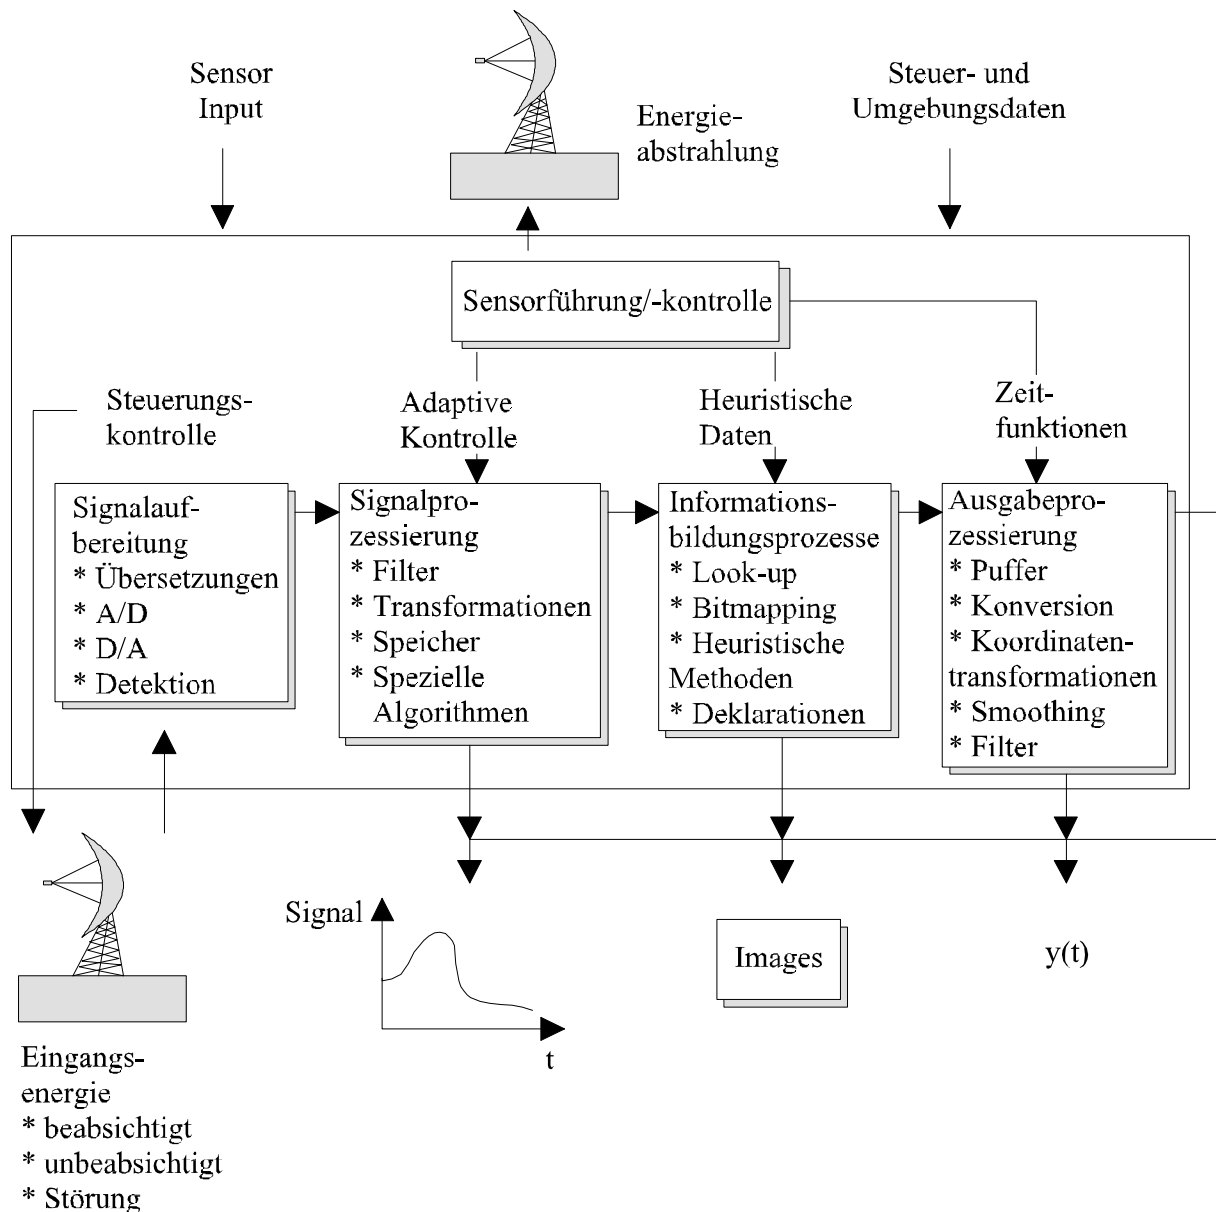 Sensor
Input
Energie-
abstrahlung
Steuer- und
Umgebungsdaten
Sensorführung/-kontrolle
Steuerungs-
kontrolle
Adaptive
Kontrolle
Heuristische
Daten
Zeit-
funktionen
Signalauf-
bereitung
* Übersetzungen
* A/D
* D/A
* Detektion
Signalpro-
zessierung
* Filter
* Transformationen
* Speicher
* Spezielle
Algorithmen
Informations-
bildungsprozesse
* Look-up
* Bitmapping
* Heuristische
Methoden
* Deklarationen
Ausgabepro-
zessierung
* Puffer
* Konversion
* Koordinaten-
transformationen
* Smoothing
* Filter
Signal
t
Images
y(t)
Eingangs-
energie
* beabsichtigt
* unbeabsichtigt
* Störung